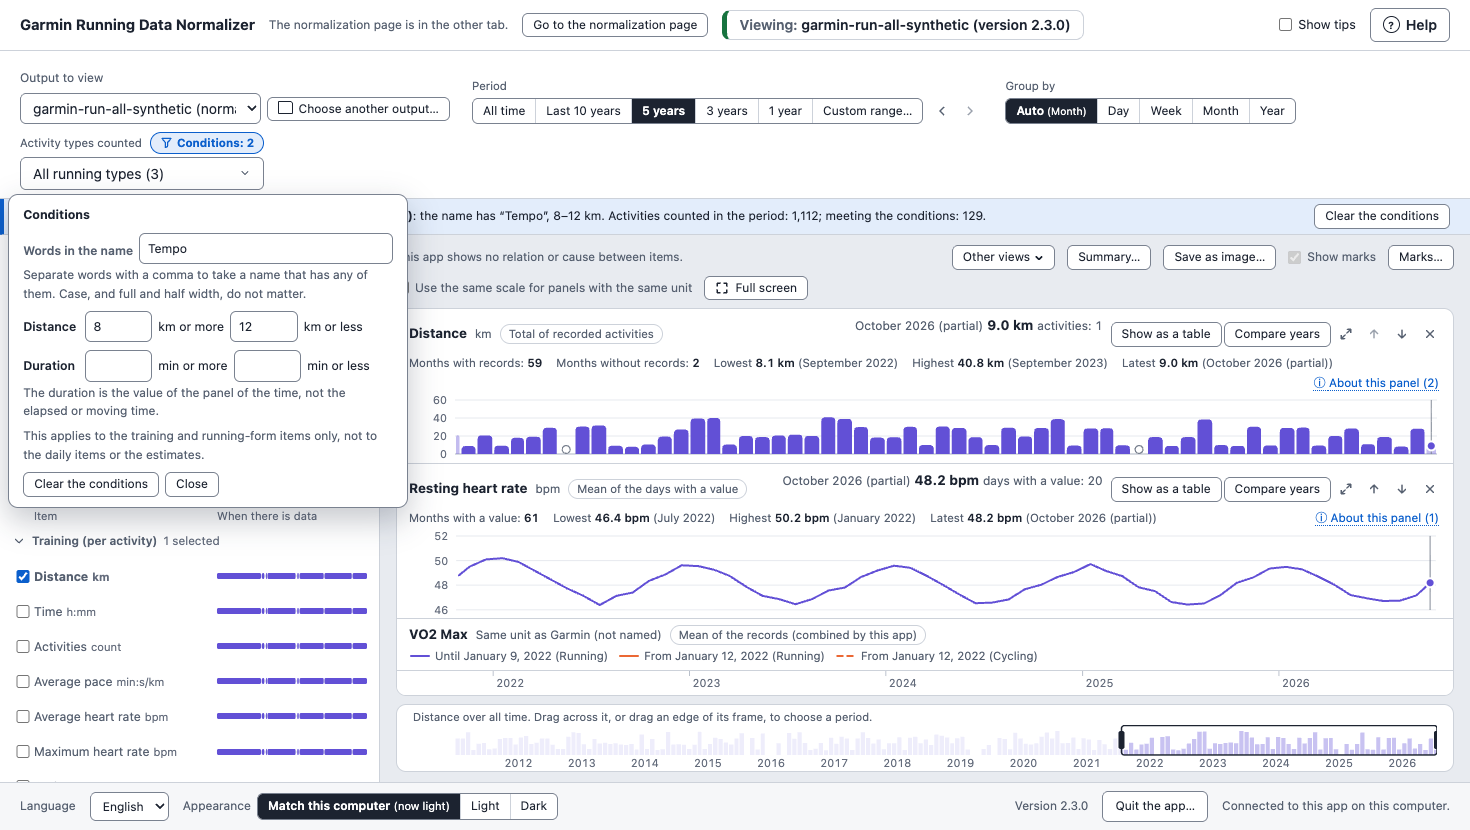 Garmin Running Data Normalizer
The normalization page is in the other tab.
Go to the normalization page
Viewing: garmin-run-all-synthetic (version 2.3.0)
Show tips
Help
Output to view
garmin-run-all-synthetic (norm
Choose another output...
Period
All time
Last 10 years
5 years
3 years
1 year
Custom range...
Group by
Auto (Month)
Day
Week
Month
Year
Activity types counted
Conditions: 2
All running types (3)
Conditions
Words in the name
Tempo
Separate words with a comma to take a name that has any of
them. Case, and full and half width, do not matter.
Distance
8
km or more
12
km or less
Duration
min or more
min or less
The duration is the value of the panel of the time, not the
elapsed or moving time.
This applies to the training and running-form items only, not to
the daily items or the estimates.
Clear the conditions
Close
): the name has “Tempo”, 8–12 km. Activities counted in the period: 1,112; meeting the conditions: 129.
Clear the conditions
his app shows no relation or cause between items.
Other views
Summary...
Save as image...
Show marks
Marks...
Use the same scale for panels with the same unit
Full screen
Distance km
Total of recorded activities
October 2026 (partial) 9.0 km activities: 1
Show as a table
Compare years
Months with records: 59
Months without records: 2
Lowest 8.1 km (September 2022)
Highest 40.8 km (September 2023)
Latest 9.0 km (October 2026 (partial))
About this panel (2)
60
40
20
0
Resting heart rate bpm
Mean of the days with a value
October 2026 (partial) 48.2 bpm days with a value: 20
Show as a table
Compare years
Months with a value: 61
Lowest 46.4 bpm (July 2022)
Highest 50.2 bpm (January 2022)
Latest 48.2 bpm (October 2026 (partial))
About this panel (1)
52
50
48
46
VO2 Max
Same unit as Garmin (not named)
Mean of the records (combined by this app)
Until January 9, 2022 (Running)
From January 12, 2022 (Running)
From January 12, 2022 (Cycling)
2022 2023 2024 2025 2026
Distance over all time. Drag across it, or drag an edge of its frame, to choose a period.
2012 2013 2014 2015 2016 2017 2018 2019 2020 2021 2022 2023 2024 2025 2026
Item
When there is data
Training (per activity) 1 selected
Distance km
Time h:mm
Activities count
Average pace min:s/km
Average heart rate bpm
Maximum heart rate bpm
Language
English
Appearance
Match this computer (now light)
Light
Dark
Version 2.3.0
Quit the app...
Connected to this app on this computer.